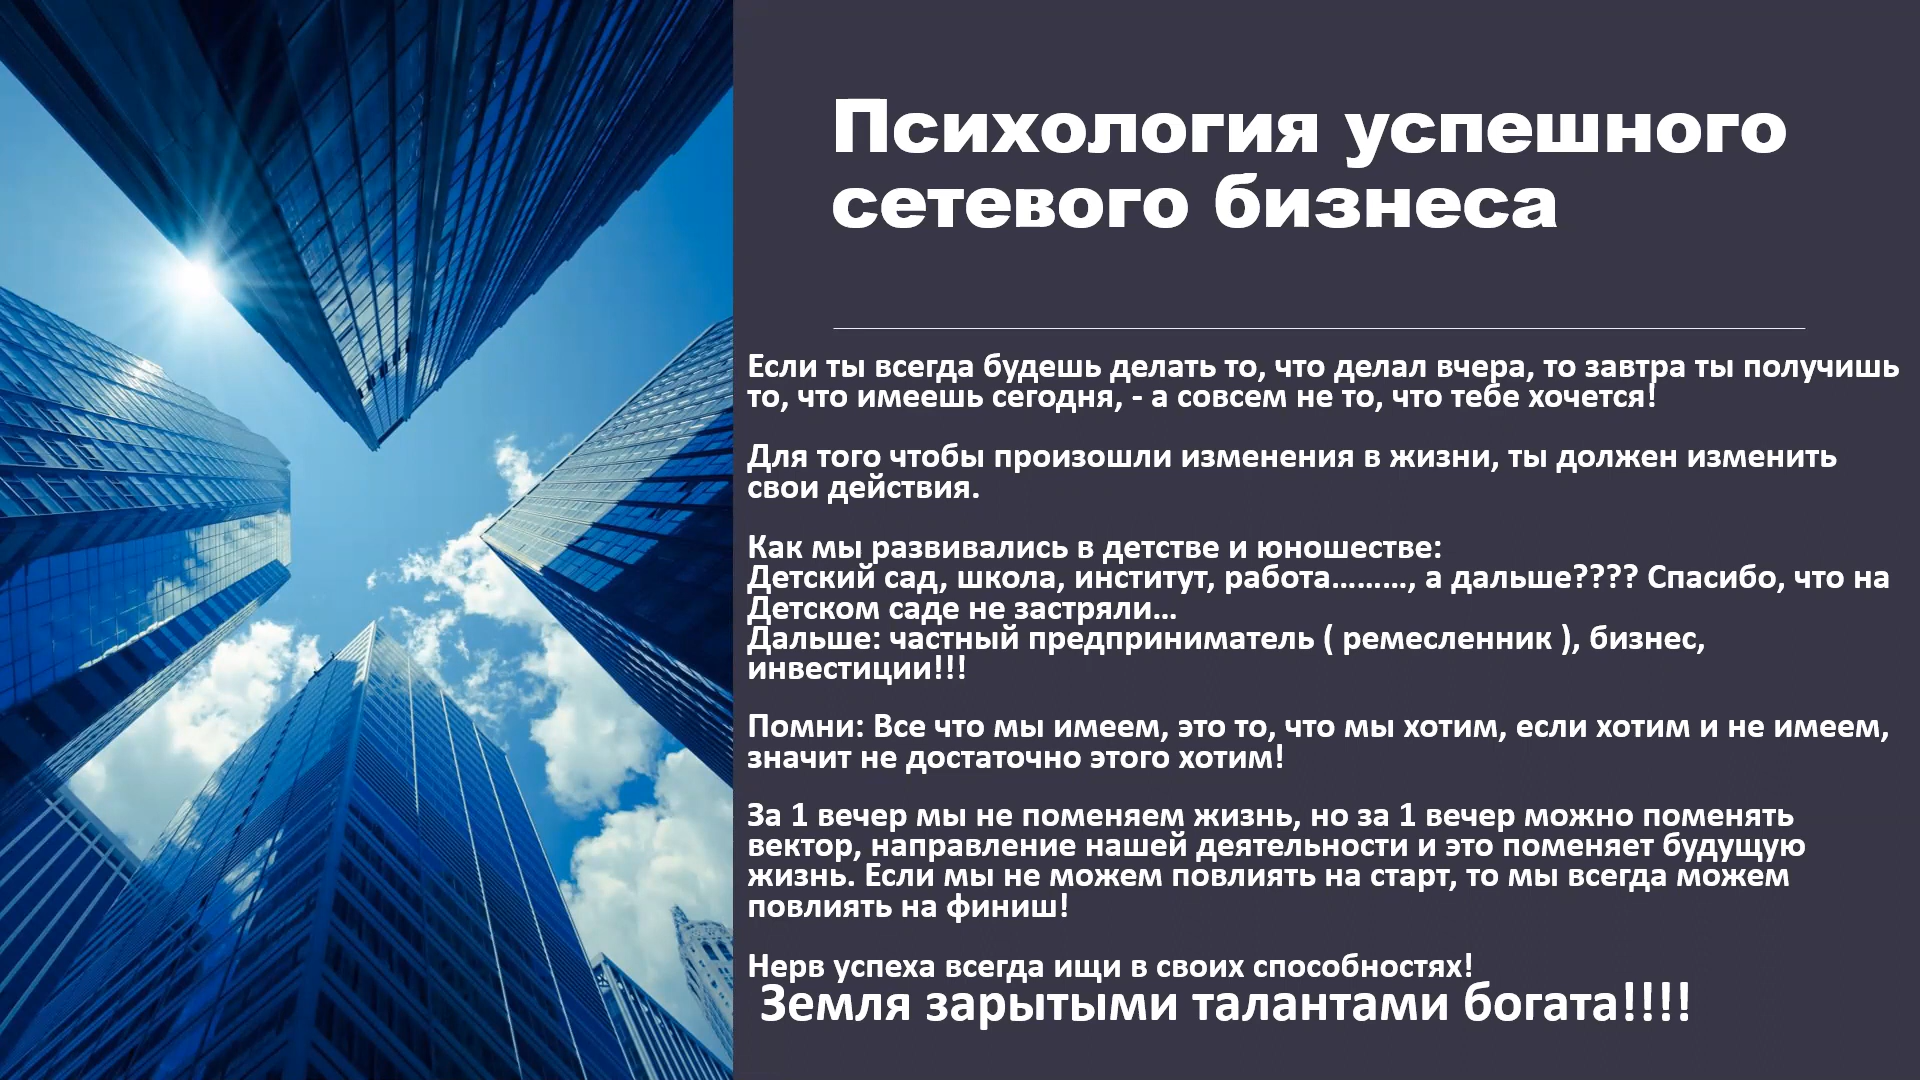 Психология успешного
сетевого бизнеса
Если ты всегда будешь делать то, что делал вчера, то завтра ты получишь
то, что имеешь сегодня, - а совсем не то, что тебе хочется!
Для того чтобы произошли изменения в жизни, ты должен изменить
свои действия.
Как мы развивались в детстве и юношестве:
Детский сад, школа, институт, работа………, а дальше???? Спасибо, что на
Детском саде не застряли…
Дальше: частный предприниматель ( ремесленник ), бизнес,
инвестиции!!!
Помни: Все что мы имеем, это то, что мы хотим, если хотим и не имеем,
значит не достаточно этого хотим!
За 1 вечер мы не поменяем жизнь, но за 1 вечер можно поменять
вектор, направление нашей деятельности и это поменяет будущую
жизнь. Если мы не можем повлиять на старт, то мы всегда можем
повлиять на финиш!
Нерв успеха всегда ищи в своих способностях!
Земля зарытыми талантами богата!!!!